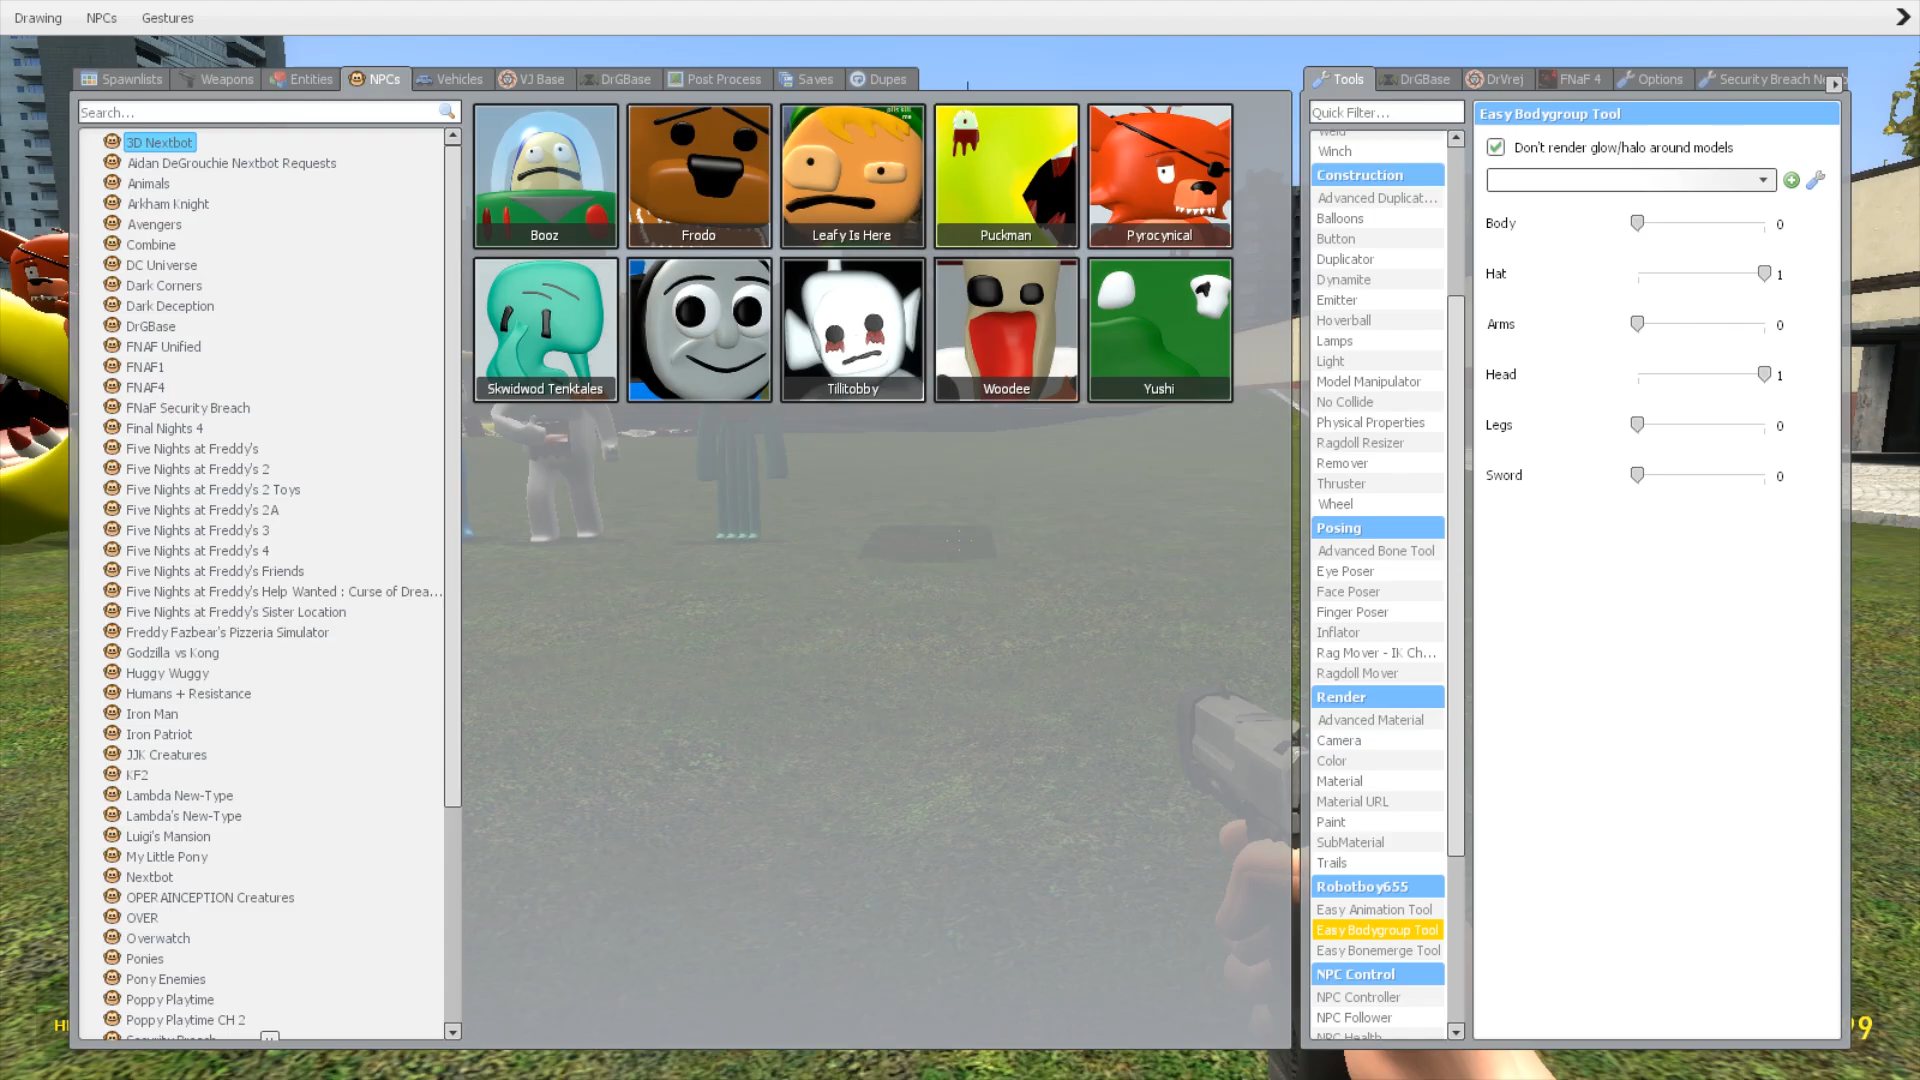 Drawing NPCs Gestures
Spawnlists Weapons Entities NPCs Vehicles VJ Base DrGBase Post Process Saves Dupes
Search...
3D Nextbot
Aidan DeGrouchie Nextbot Requests
Animals
Arkham Knight
Avengers
Combine
DC Universe
Dark Corners
Dark Deception
DrGBase
FNAF Unified
FNAF1
FNAF4
FNaF Security Breach
Final Nights 4
Five Nights at Freddy's
Five Nights at Freddy's 2
Five Nights at Freddy's 2 Toys
Five Nights at Freddy's 2A
Five Nights at Freddy's 3
Five Nights at Freddy's 4
Five Nights at Freddy's Friends
Five Nights at Freddy's Help Wanted : Curse of Drea...
Five Nights at Freddy's Sister Location
Freddy Fazbear's Pizzeria Simulator
Godzilla vs Kong
Huggy Wuggy
Humans + Resistance
Iron Man
Iron Patriot
JJK Creatures
KF2
Lambda New-Type
Lambda's New-Type
Luigi's Mansion
My Little Pony
Nextbot
OPERAINCEPTION Creatures
OVER
Overwatch
Ponies
Pony Enemies
Poppy Playtime
Poppy Playtime CH 2
Security Breach
Booz
Frodo
Leafy Is Here
Puckman
Pyrocynical
Skwidwod Tenktales
Tillitobby
Woodee
Yushi
Tools DrGBase DrVrej FNaF 4 Options Security Breach
Quick Filter...
Weld
Winch
Construction
Advanced Duplicat...
Balloons
Button
Duplicator
Dynamite
Emitter
Hoverball
Lamps
Light
Model Manipulator
No Collide
Physical Properties
Ragdoll Resizer
Remover
Thruster
Wheel
Posing
Advanced Bone Tool
Eye Poser
Face Poser
Finger Poser
Inflator
Rag Mover - IK Ch...
Ragdoll Mover
Render
Advanced Material
Camera
Color
Material
Material URL
Paint
SubMaterial
Trails
Robotboy655
Easy Animation Tool
Easy Bodygroup Tool
Easy Bonemerge Tool
NPC Control
NPC Controller
NPC Follower
NPC Health
Easy Bodygroup Tool
Don't render glow/halo around models
Body 0
Hat 1
Arms 0
Head 1
Legs 0
Sword 0